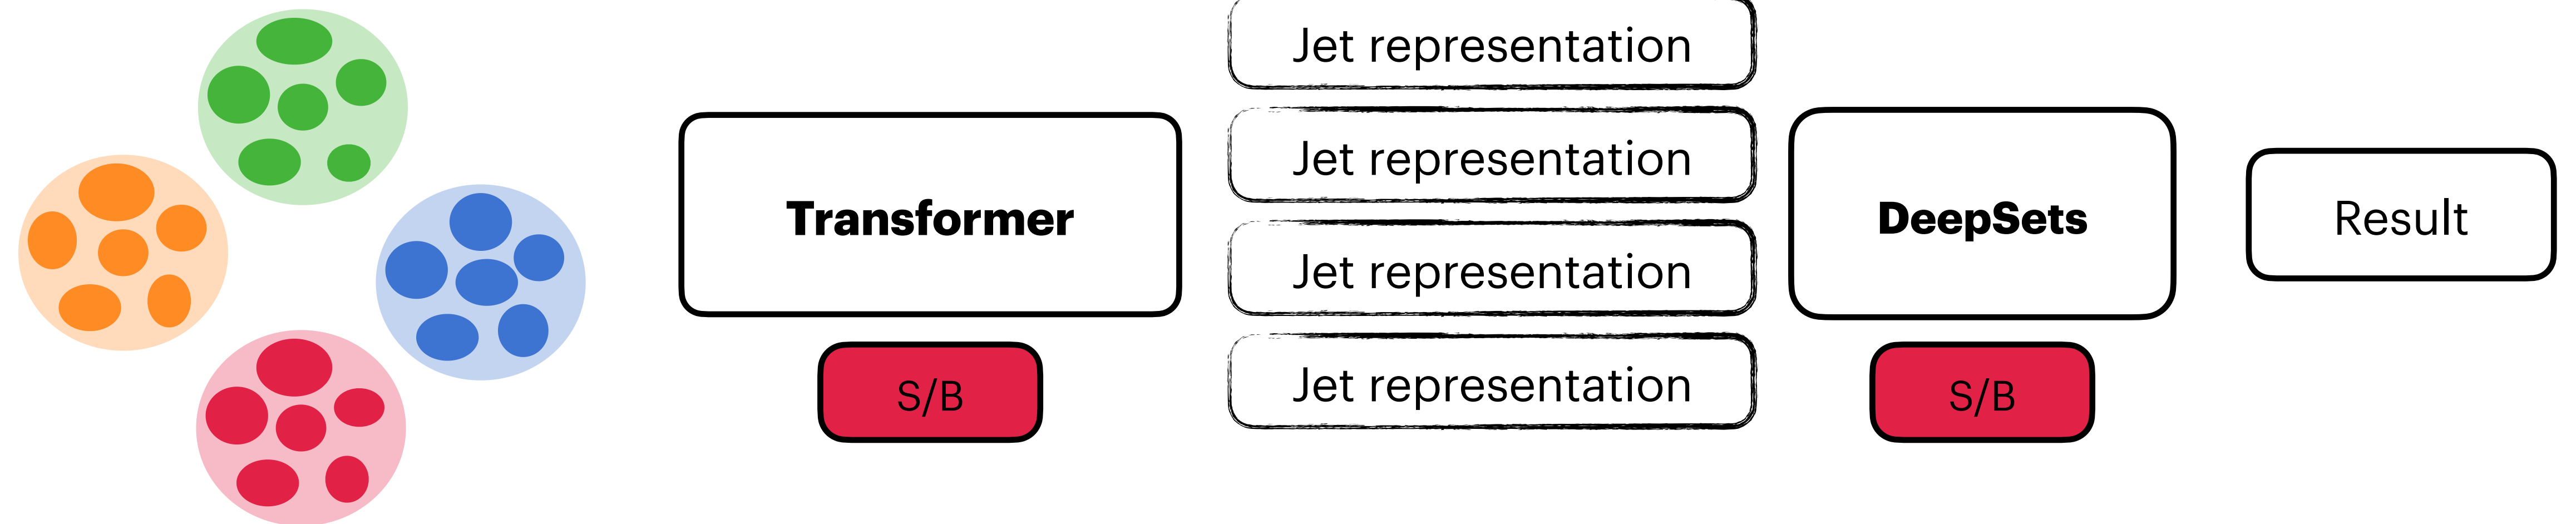 Transformer
S/B
Jet representation
Jet representation
Jet representation
Jet representation
DeepSets
S/B
Result